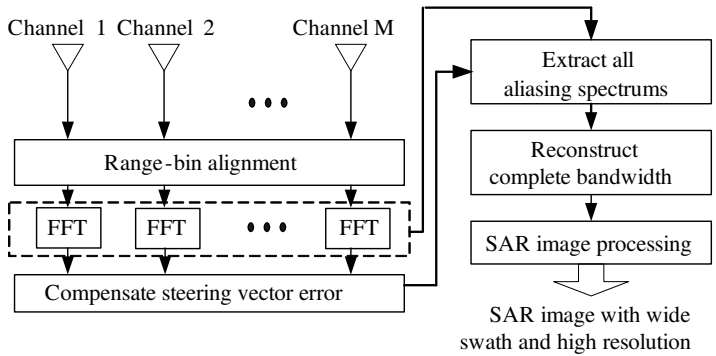 Channel 1 Channel 2 Channel M
Range-bin alignment
FFT FFT FFT
Compensate steering vector error
Extract all
aliasing spectrums
Reconstruct
complete bandwidth
SAR image processing
SAR image with wide
swath and high resolution